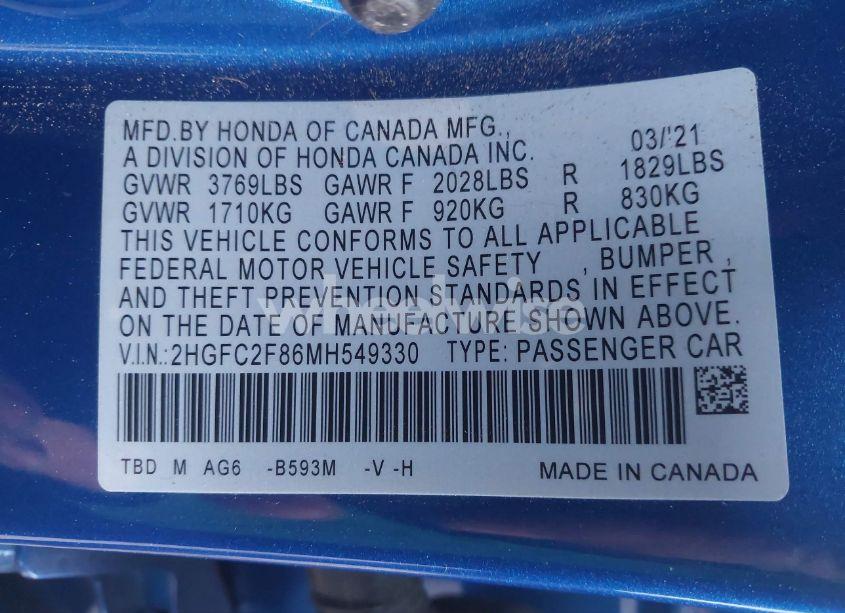 MFD.BY HONDA OF CANADA MFG., 03/'21
A DIVISION OF HONDA CANADA INC.
GVWR 3769LBS GAWR F 2028LBS R 1829LBS
GVWR 1710KG GAWR F 920KG R 830KG
THIS VEHICLE CONFORMS TO ALL APPLICABLE
FEDERAL MOTOR VEHICLE SAFETY , BUMPER ,
AND THEFT PREVENTION STANDARDS IN EFFECT
wheelwise
ON THE DATE OF MANUFACTURE SHOWN ABOVE.
V.I.N.:2HGFC2F86MH549330 TYPE: PASSENGER CAR
TBD M AG6 -B593M -V -H MADE IN CANADA